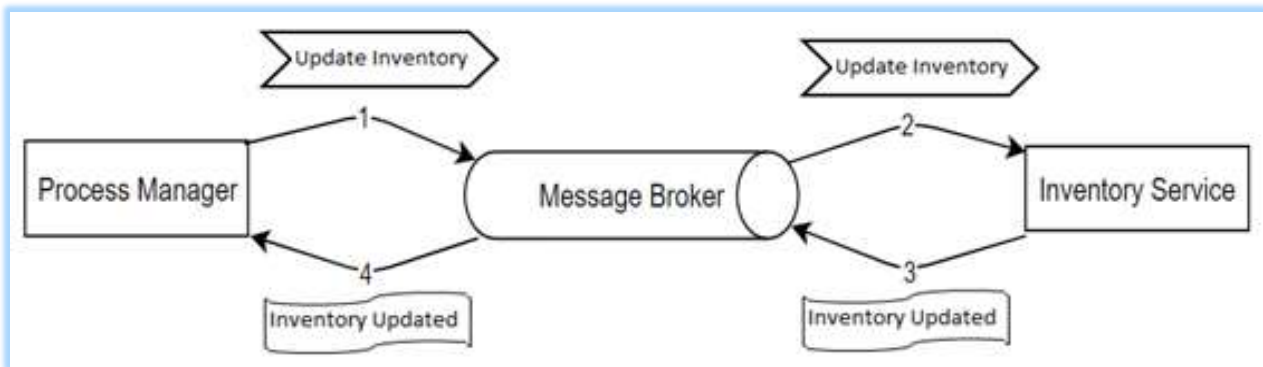 Update Inventory
Update Inventory
1
2
Process Manager
Message Broker
Inventory Service
4
3
Inventory Updated
Inventory Updated